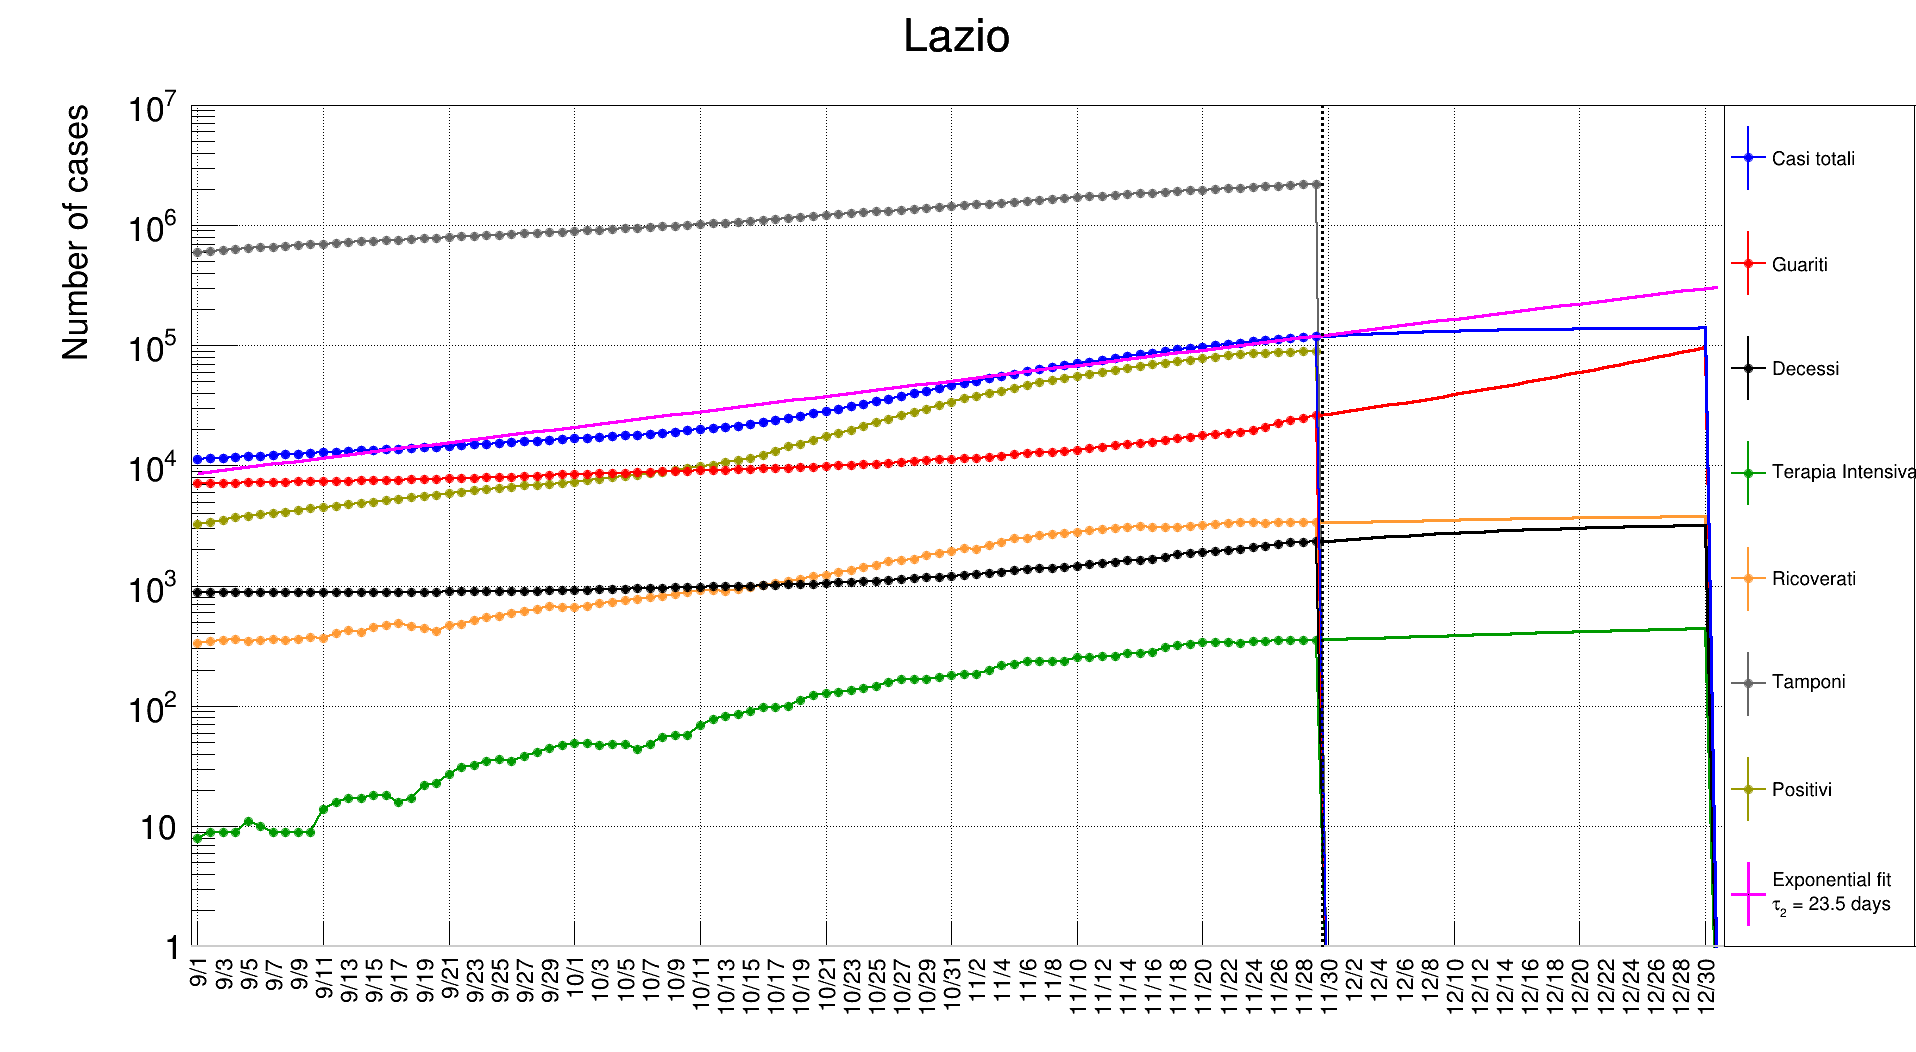 Lazio
Number of cases
10^7
10^6
10^5
10^4
10^3
10^2
10
1
9/1 9/3 9/5 9/7 9/9 9/11 9/13 9/15 9/17 9/19 9/21 9/23 9/25 9/27 9/29 10/1 10/3 10/5 10/7 10/9 10/11 10/13 10/15 10/17 10/19 10/21 10/23 10/25 10/27 10/29 10/31 11/2 11/4 11/6 11/8 11/10 11/12 11/14 11/16 11/18 11/20 11/22 11/24 11/26 11/28 11/30 12/2 12/4 12/6 12/8 12/10 12/12 12/14 12/16 12/18 12/20 12/22 12/24 12/26 12/28 12/30
Casi totali
Guariti
Decessi
Terapia Intensiva
Ricoverati
Tamponi
Positivi
Exponential fit
τ_2 = 23.5 days